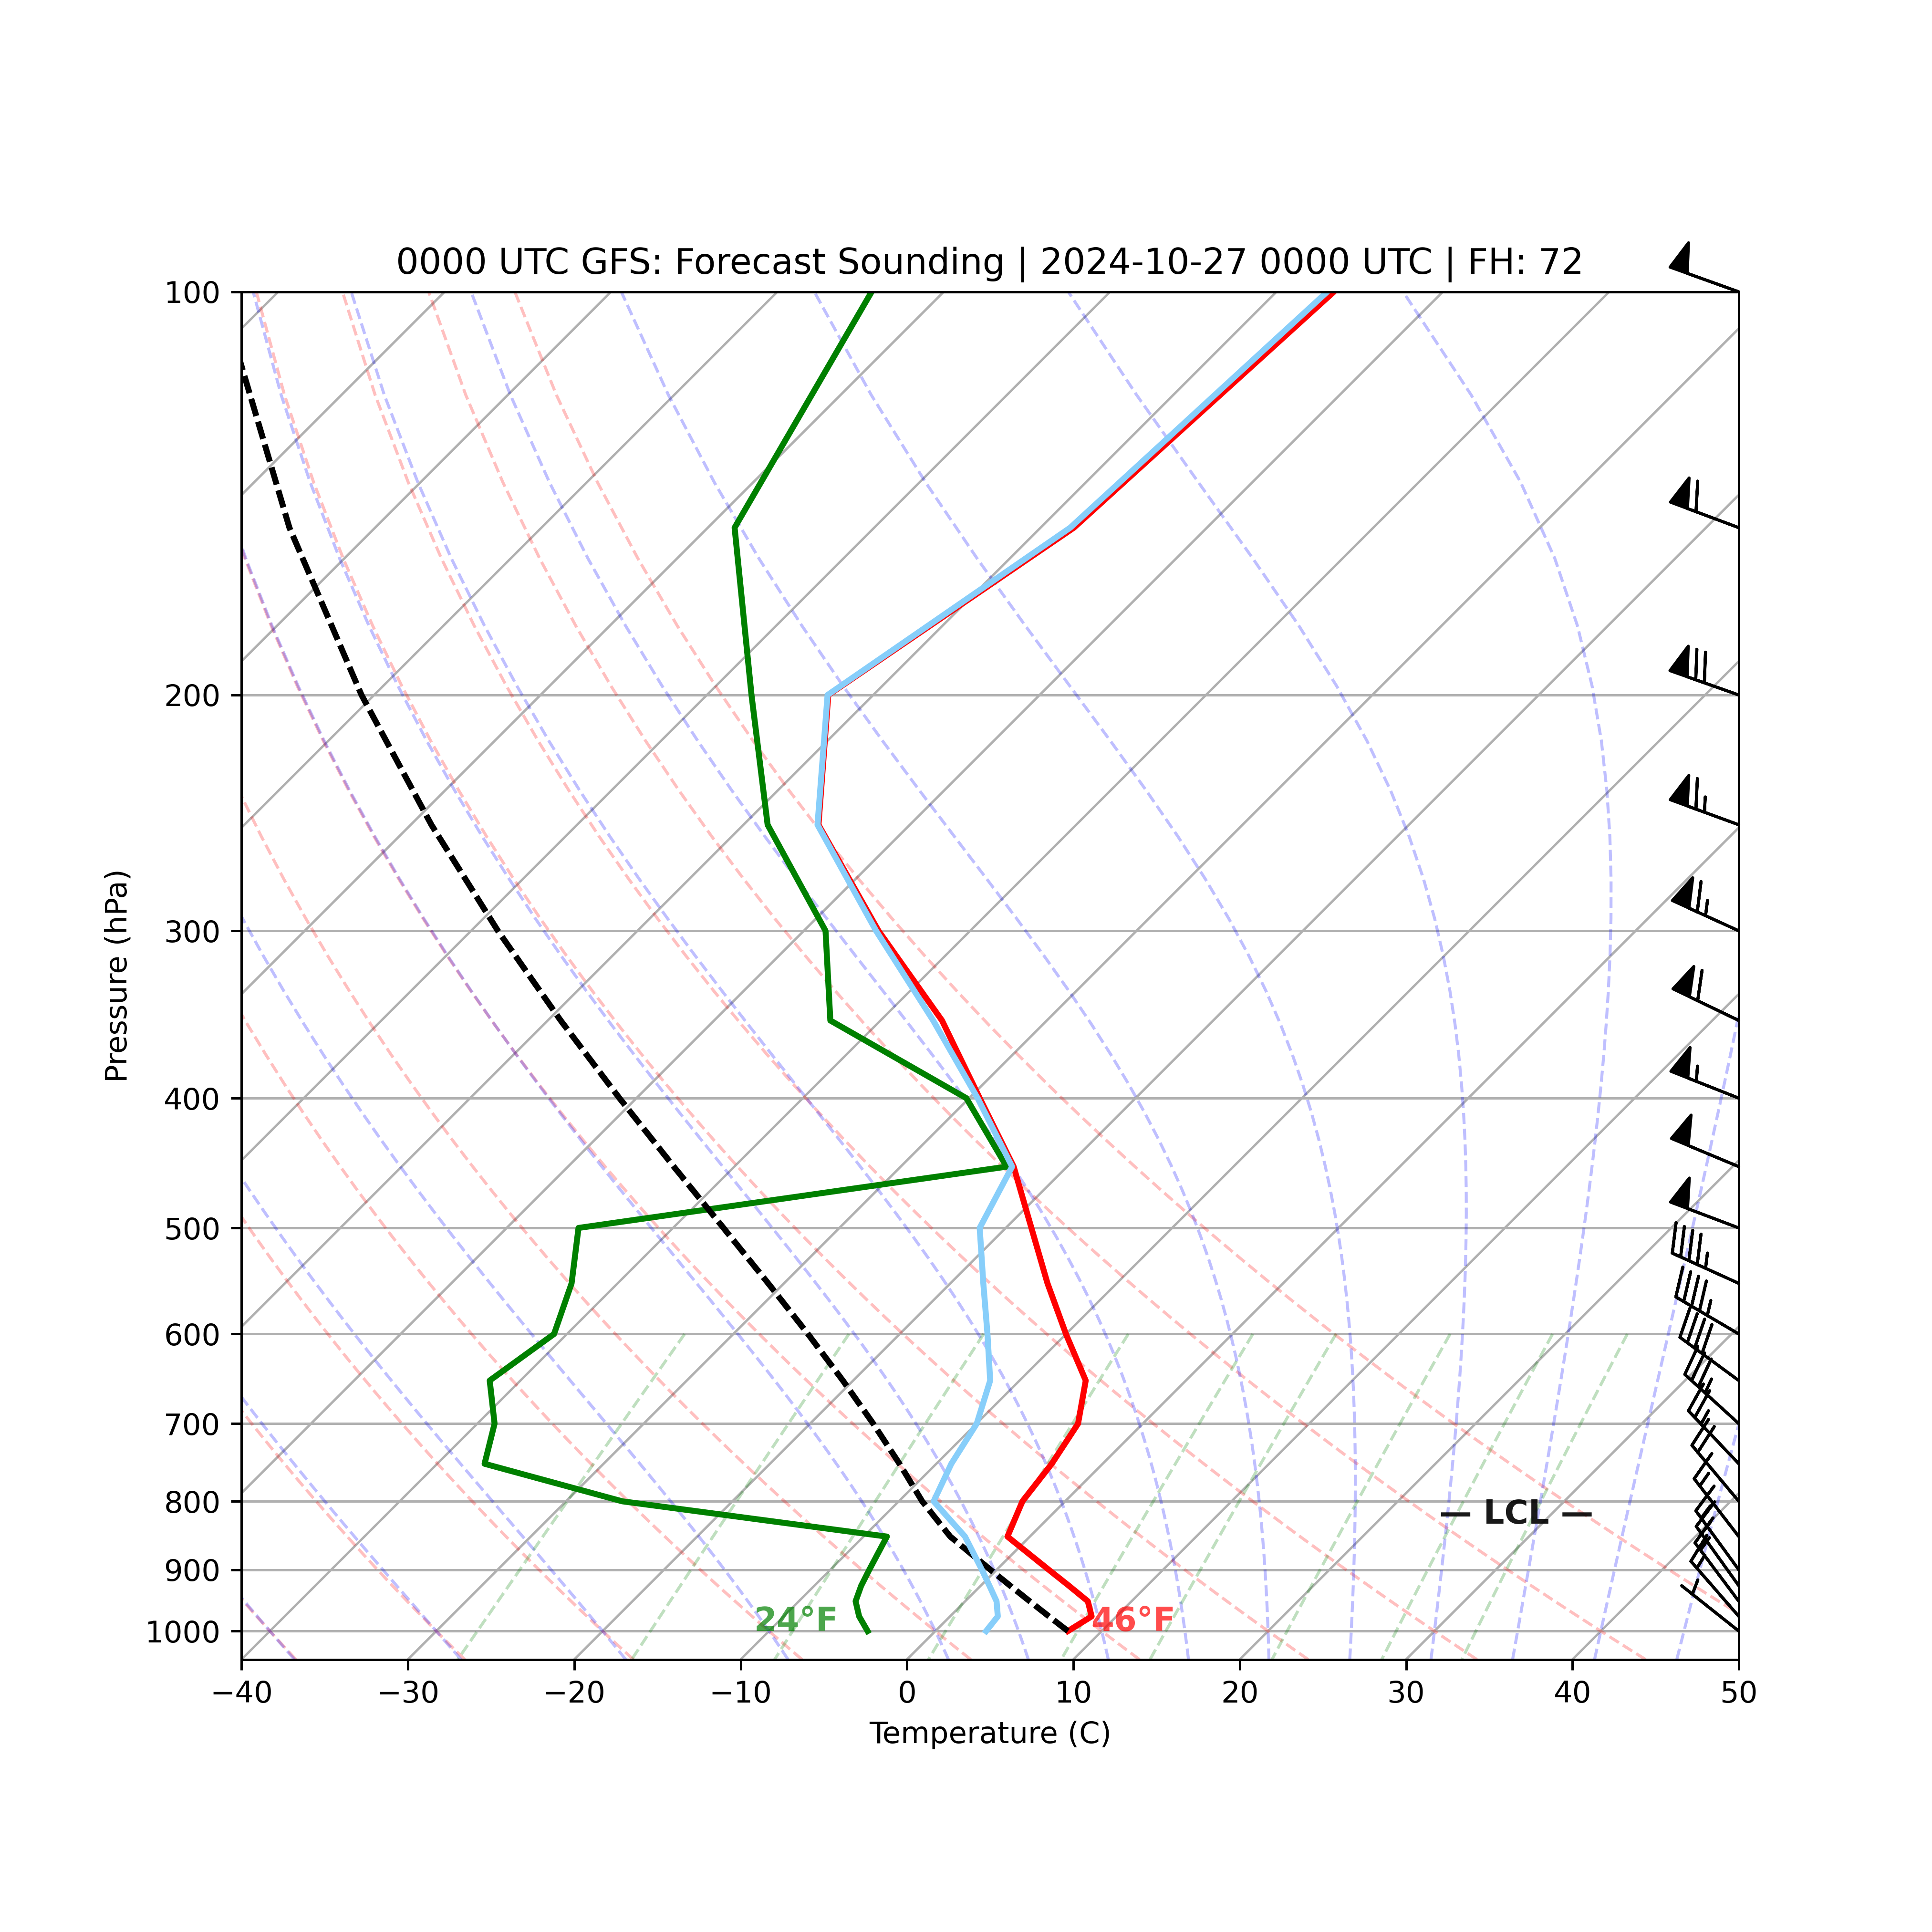 0000 UTC GFS: Forecast Sounding | 2024-10-27 0000 UTC | FH: 72
100
200
300
400
500
600
700
800
900
1000
Pressure (hPa)
— LCL —
24°F
46°F
−40 −30 −20 −10 0 10 20 30 40 50
Temperature (C)